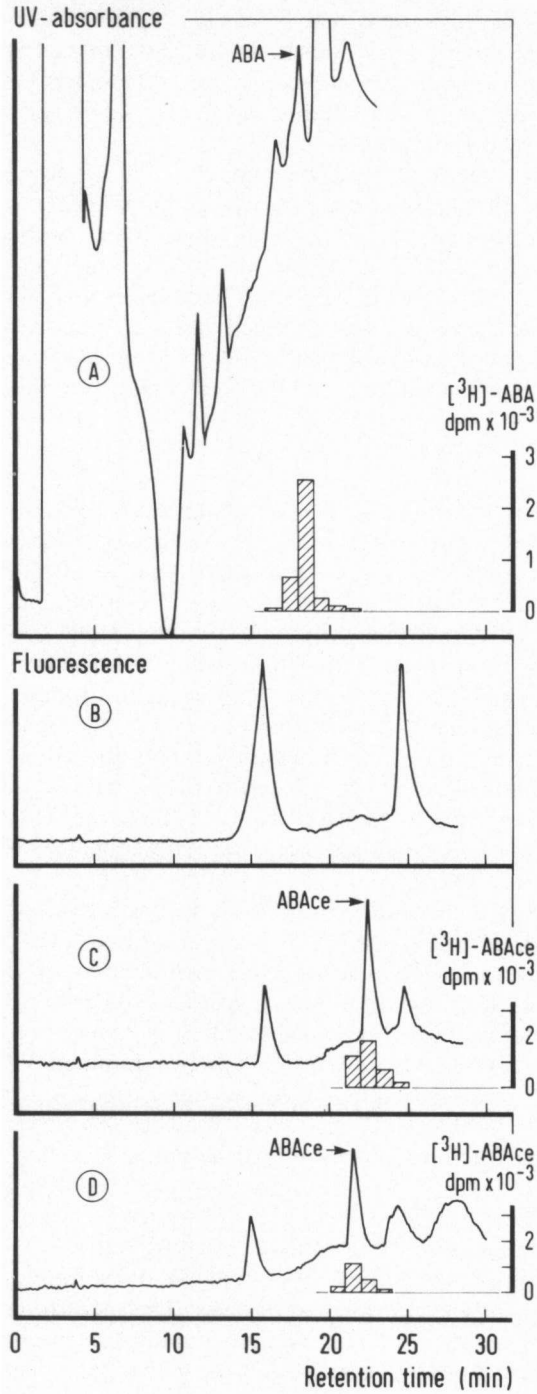 UV-absorbance
ABA
A
[³H]-ABA
dpm x 10⁻³
3
2
1
0
Fluorescence
B
ABAce
C
[³H]-ABAce
dpm x 10⁻³
2
0
ABAce
D
[³H]-ABAce
dpm x 10⁻³
2
0
0 5 10 15 20 25 30
Retention time (min)